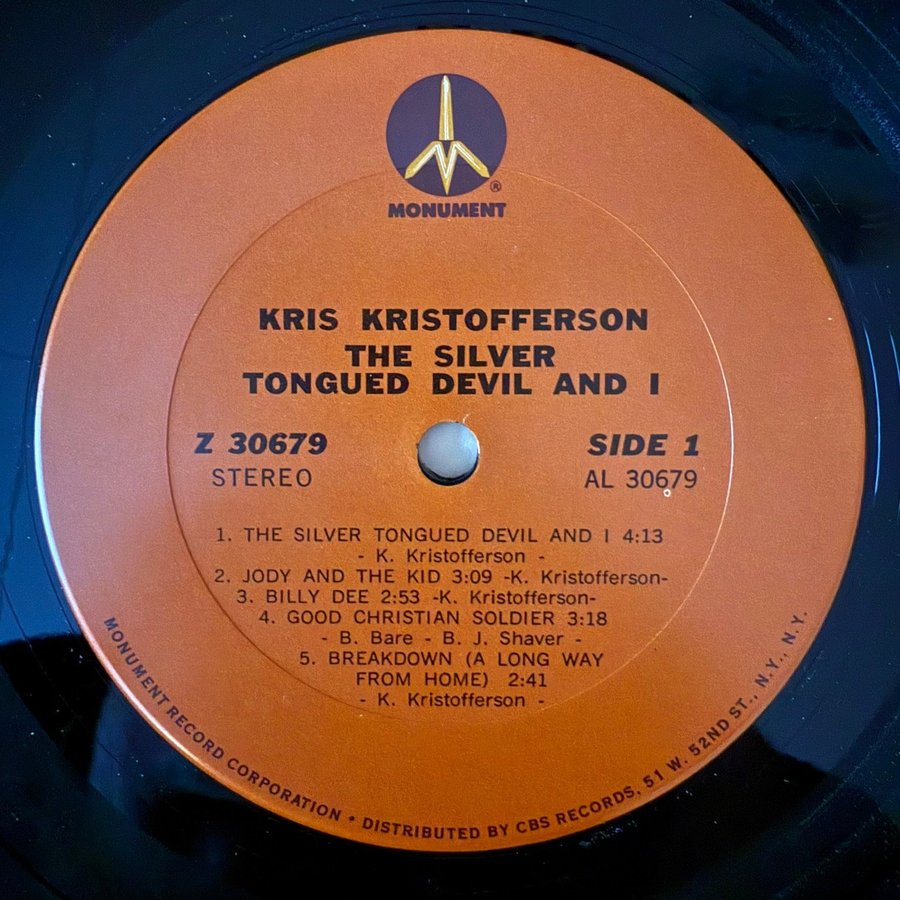 ®
MONUMENT
KRIS KRISTOFFERSON
THE SILVER
TONGUED DEVIL AND I
Z 30679
STEREO
SIDE 1
AL 30679
1. THE SILVER TONGUED DEVIL AND I 4:13
- K. Kristofferson -
2. JODY AND THE KID 3:09 -K. Kristofferson-
3. BILLY DEE 2:53 -K. Kristofferson-
4. GOOD CHRISTIAN SOLDIER 3:18
- B. Bare - B. J. Shaver -
5. BREAKDOWN (A LONG WAY
FROM HOME) 2:41
- K. Kristofferson -
MONUMENT RECORD CORPORATION • DISTRIBUTED BY CBS RECORDS, 51 W. 52ND ST., N.Y., N.Y.